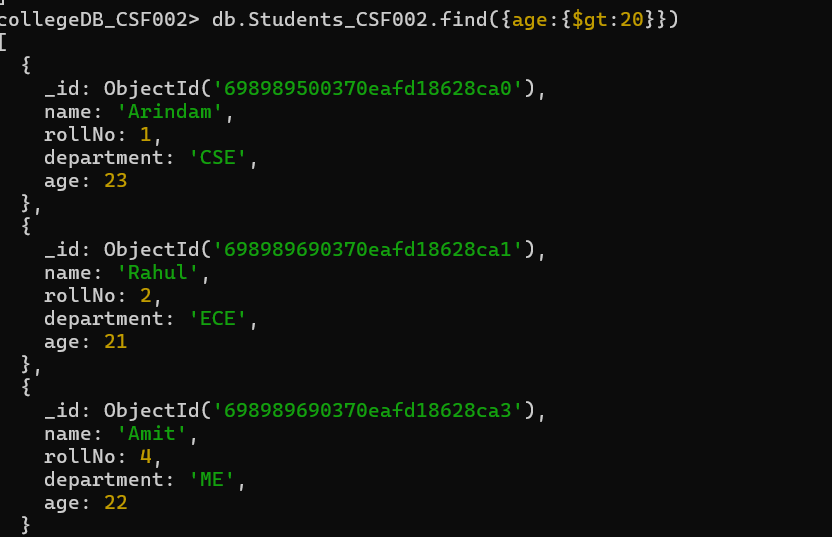 collegeDB_CSF002> db.Students_CSF002.find({age:{$gt:20}})
[
  {
    _id: ObjectId('698989500370eafd18628ca0'),
    name: 'Arindam',
    rollNo: 1,
    department: 'CSE',
    age: 23
  },
  {
    _id: ObjectId('698989690370eafd18628ca1'),
    name: 'Rahul',
    rollNo: 2,
    department: 'ECE',
    age: 21
  },
  {
    _id: ObjectId('698989690370eafd18628ca3'),
    name: 'Amit',
    rollNo: 4,
    department: 'ME',
    age: 22
  }